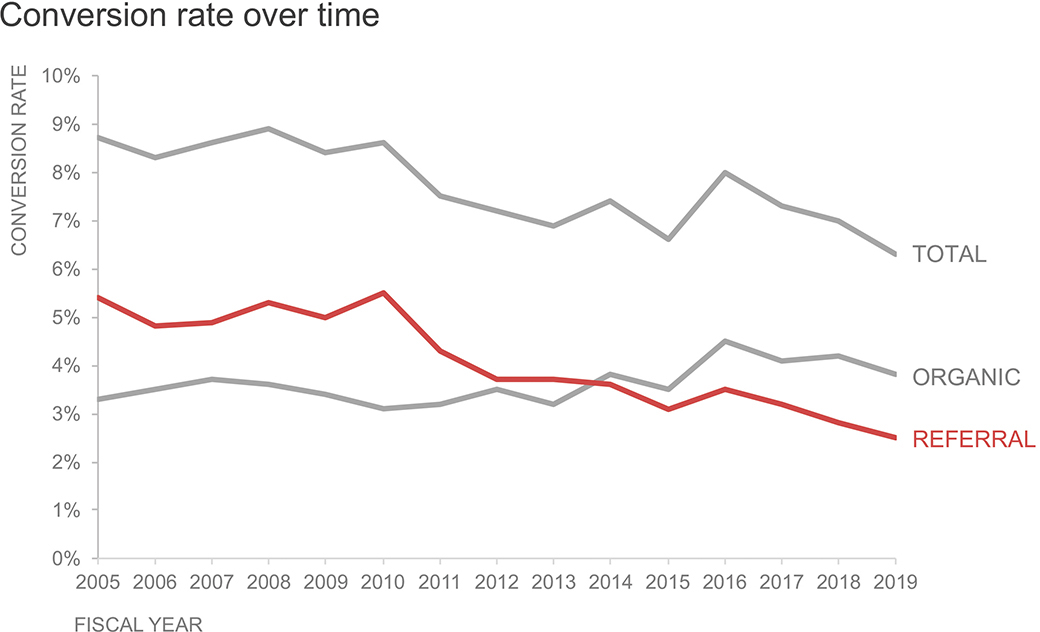 Conversion rate over time
CONVERSION RATE
10%
9%
8%
7%
6%
5%
4%
3%
2%
1%
0%
TOTAL
ORGANIC
REFERRAL
2005 2006 2007 2008 2009 2010 2011 2012 2013 2014 2015 2016 2017 2018 2019
FISCAL YEAR